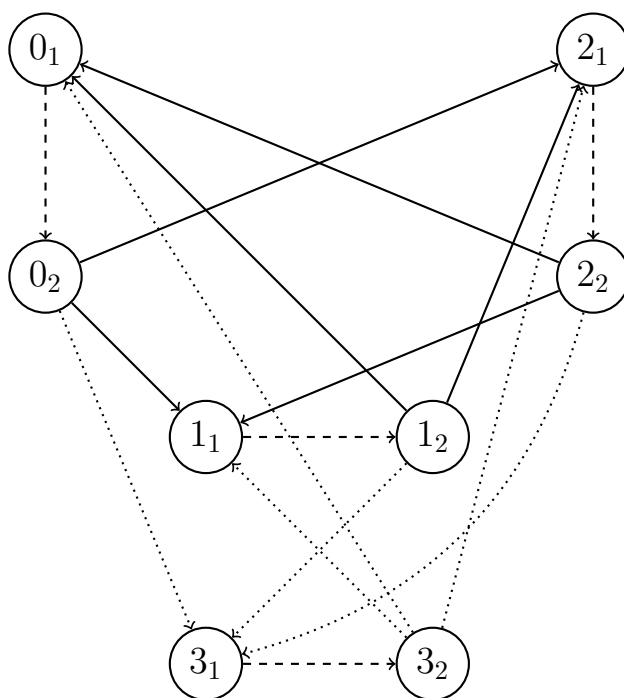 0₁ 2₁
0₂ 2₂
1₁ 1₂
3₁ 3₂